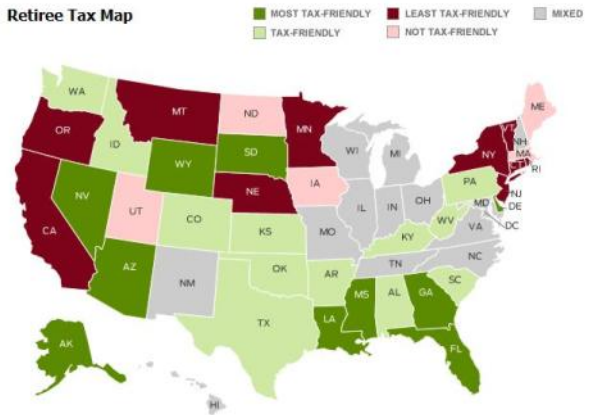 Retiree Tax Map
MOST TAX-FRIENDLY
LEAST TAX-FRIENDLY
MIXED
TAX-FRIENDLY
NOT TAX-FRIENDLY
WA
MT
ND
MN
ME
VT
NH
OR
ID
SD
WI
MI
NY
MA
CT
RI
WY
NE
IA
PA
NJ
NV
UT
CO
IL
IN
OH
MD
DE
WV
DC
CA
KS
MO
KY
VA
AZ
NM
OK
AR
TN
NC
SC
TX
LA
MS
AL
GA
FL
AK
HI